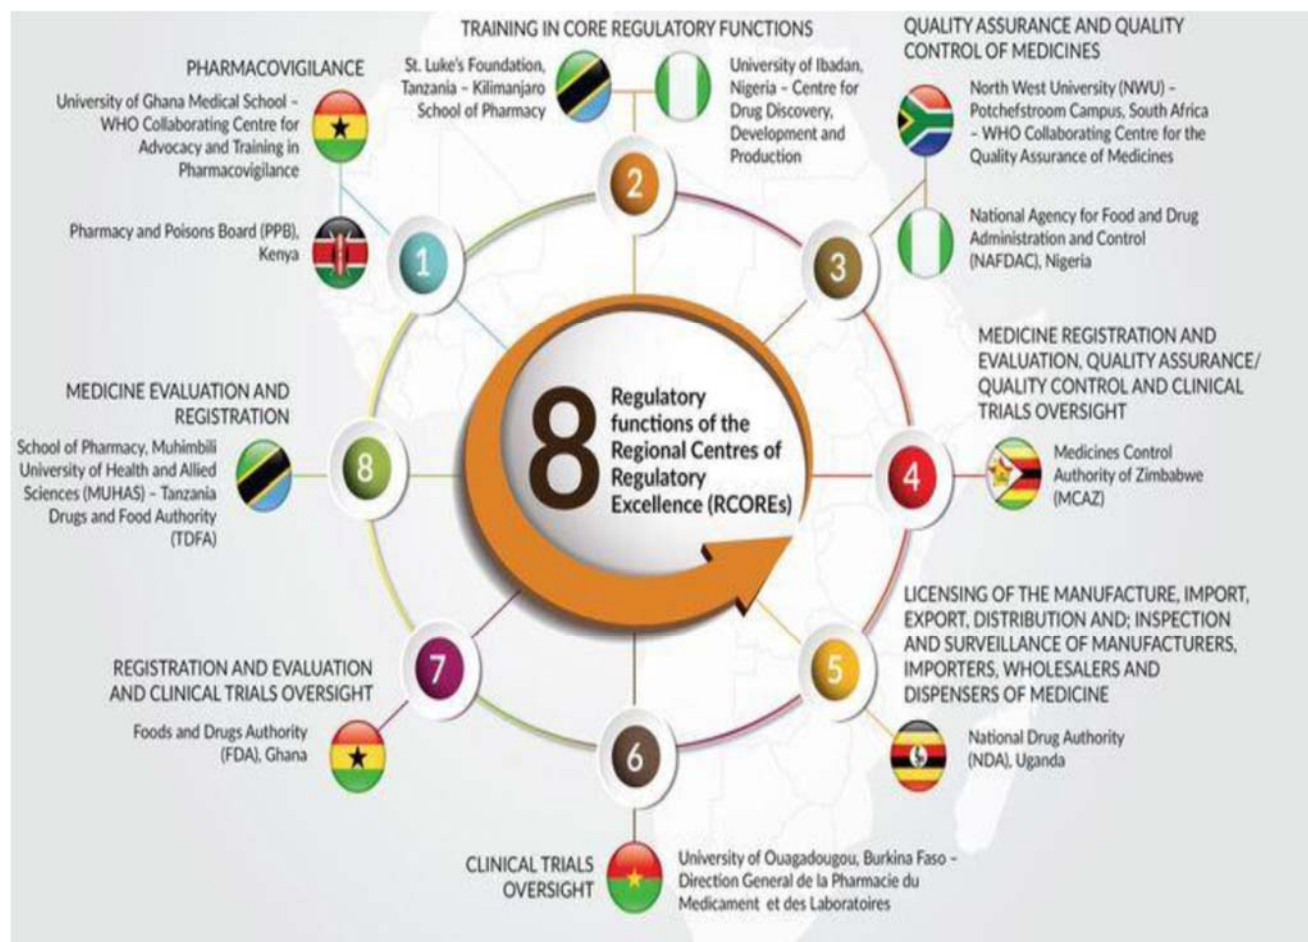 TRAINING IN CORE REGULATORY FUNCTIONS
St. Luke's Foundation,
Tanzania – Kilimanjaro
School of Pharmacy
University of Ibadan,
Nigeria – Centre for
Drug Discovery,
Development and
Production
QUALITY ASSURANCE AND QUALITY
CONTROL OF MEDICINES
North West University (NWU) –
Potchefstroom Campus, South Africa
– WHO Collaborating Centre for the
Quality Assurance of Medicines
National Agency for Food and Drug
Administration and Control
(NAFDAC), Nigeria
PHARMACOVIGILANCE
University of Ghana Medical School –
WHO Collaborating Centre for
Advocacy and Training in
Pharmacovigilance
Pharmacy and Poisons Board (PPB),
Kenya
1
2
3
MEDICINE REGISTRATION AND
EVALUATION, QUALITY ASSURANCE/
QUALITY CONTROL AND CLINICAL
TRIALS OVERSIGHT
Medicines Control
Authority of Zimbabwe
(MCAZ)
4
8
Regulatory
functions of the
Regional Centres of
Regulatory
Excellence (RCOREs)
MEDICINE EVALUATION AND
REGISTRATION
School of Pharmacy, Muhimbili
University of Health and Allied
Sciences (MUHAS) – Tanzania
Drugs and Food Authority
(TDFA)
8
LICENSING OF THE MANUFACTURE, IMPORT,
EXPORT, DISTRIBUTION AND; INSPECTION
AND SURVEILLANCE OF MANUFACTURERS,
IMPORTERS, WHOLESALERS AND
DISPENSERS OF MEDICINE
National Drug Authority
(NDA), Uganda
5
REGISTRATION AND EVALUATION
AND CLINICAL TRIALS OVERSIGHT
Foods and Drugs Authority
(FDA), Ghana
7
6
CLINICAL TRIALS
OVERSIGHT
University of Ouagadougou, Burkina Faso –
Direction General de la Pharmacie du
Medicament et des Laboratoires